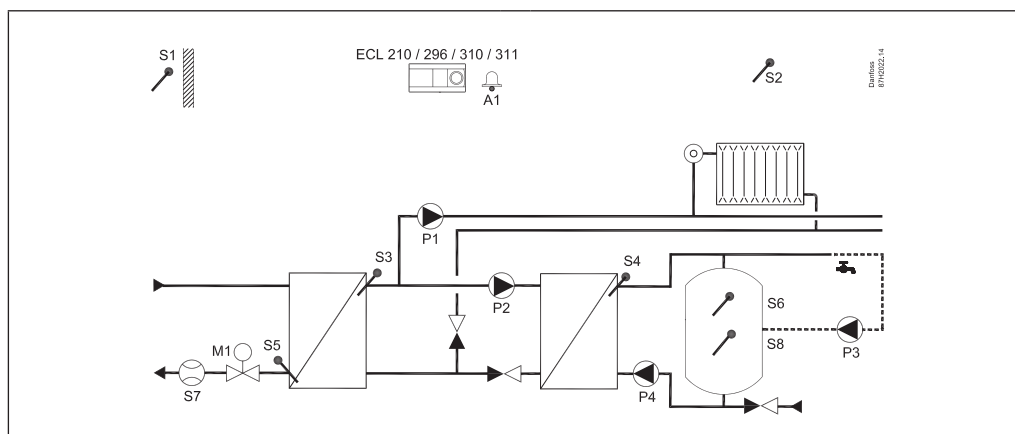 S1
ECL 210 / 296 / 310 / 311
A1
S2
Danfoss
87H2022.14
P1
S3
S4
P2
S6
S8
P3
M1
S5
S7
P4